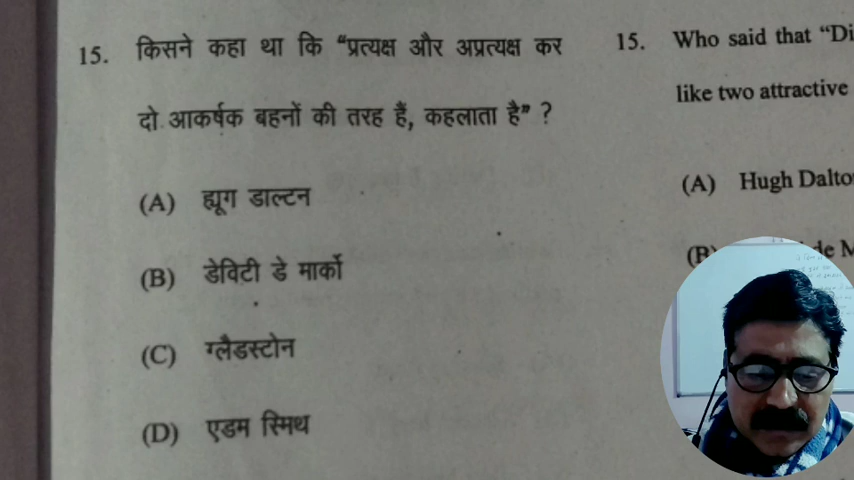 15. किसने कहा था कि “प्रत्यक्ष और अप्रत्यक्ष कर
दो आकर्षक बहनों की तरह हैं, कहलाता है” ?
(A) ह्यूग डाल्टन
(B) डेविटी डे मार्को
(C) ग्लैडस्टोन
(D) एडम स्मिथ
15. Who said that “Di
like two attractive
(A) Hugh Dalto
(B) de M